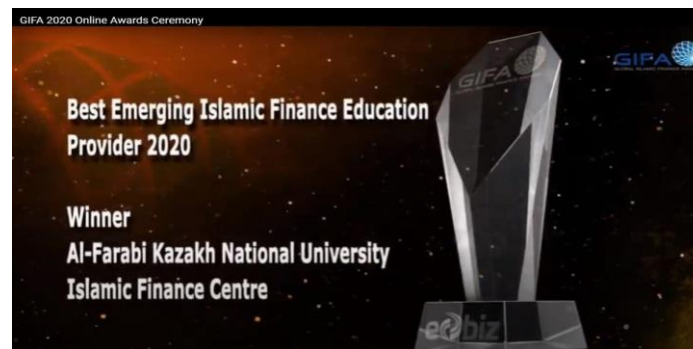 GIFA 2020 Online Awards Ceremony
GIFA
Best Emerging Islamic Finance Education
Provider 2020
GIFA
Winner
Al-Farabi Kazakh National University
Islamic Finance Centre